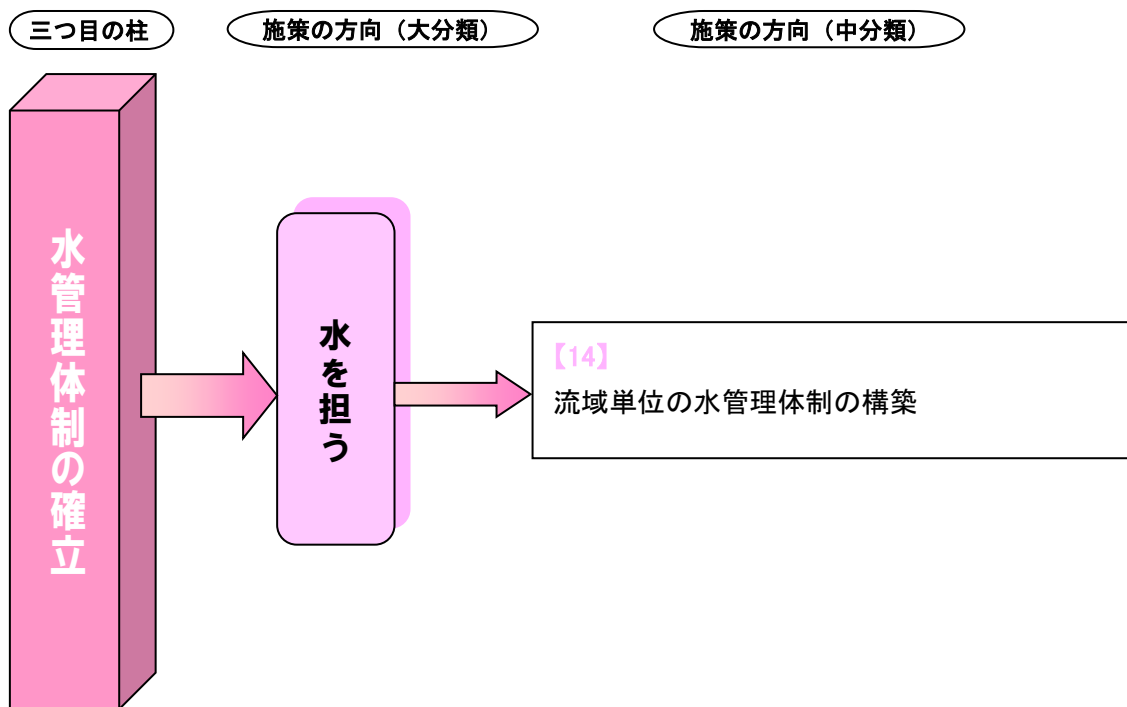 三つ目の柱
施策の方向（大分類）
施策の方向（中分類）
水管理体制の確立
水を担う
【14】
流域単位の水管理体制の構築